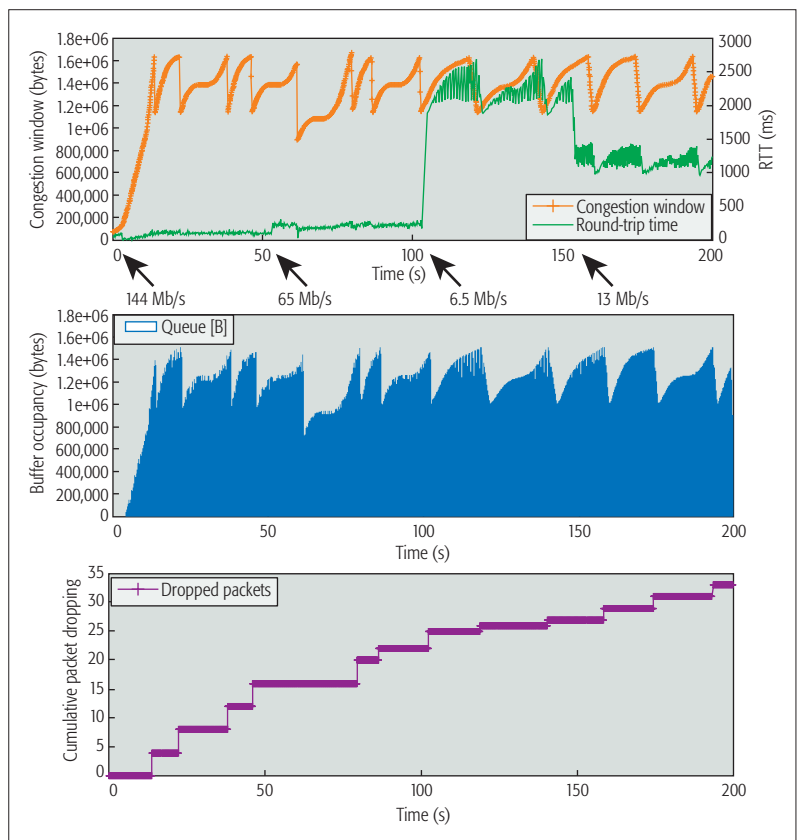 1.8e+06
1.6e+06
1.4e+06
1.2e+06
1e+06
800,000
600,000
400,000
200,000
0
Congestion window (bytes)
3000
2500
2000
1500
1000
500
0
RTT (ms)
Congestion window
Round-trip time
0 50 100 150 200
Time (s)
144 Mb/s 65 Mb/s 6.5 Mb/s 13 Mb/s
1.8e+06
1.6e+06
1.4e+06
1.2e+06
1e+06
800,000
600,000
400,000
200,000
0
Buffer occupancy (bytes)
Queue [B]
0 50 100 150 200
Time (s)
35
30
25
20
15
10
5
0
Cumulative packet dropping
Dropped packets
0 50 100 150 200
Time (s)